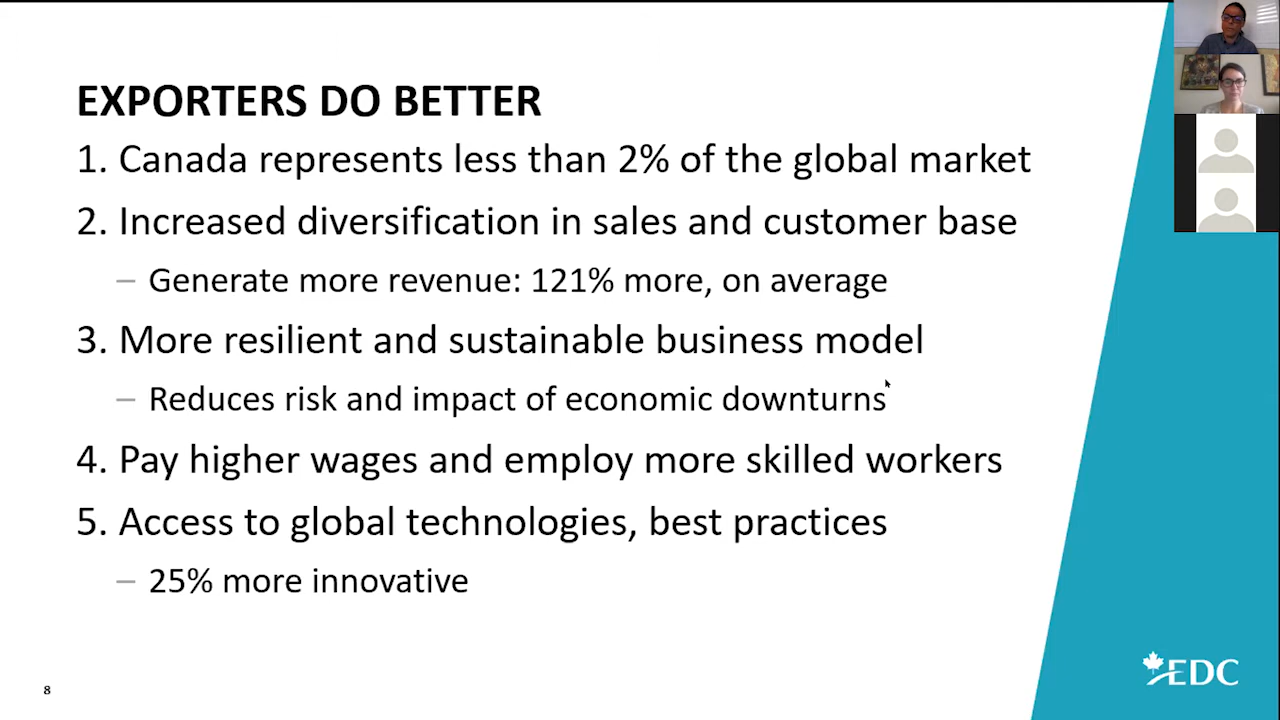 EXPORTERS DO BETTER
1. Canada represents less than 2% of the global market
2. Increased diversification in sales and customer base
– Generate more revenue: 121% more, on average
3. More resilient and sustainable business model
– Reduces risk and impact of economic downturns
4. Pay higher wages and employ more skilled workers
5. Access to global technologies, best practices
– 25% more innovative
8
EDC